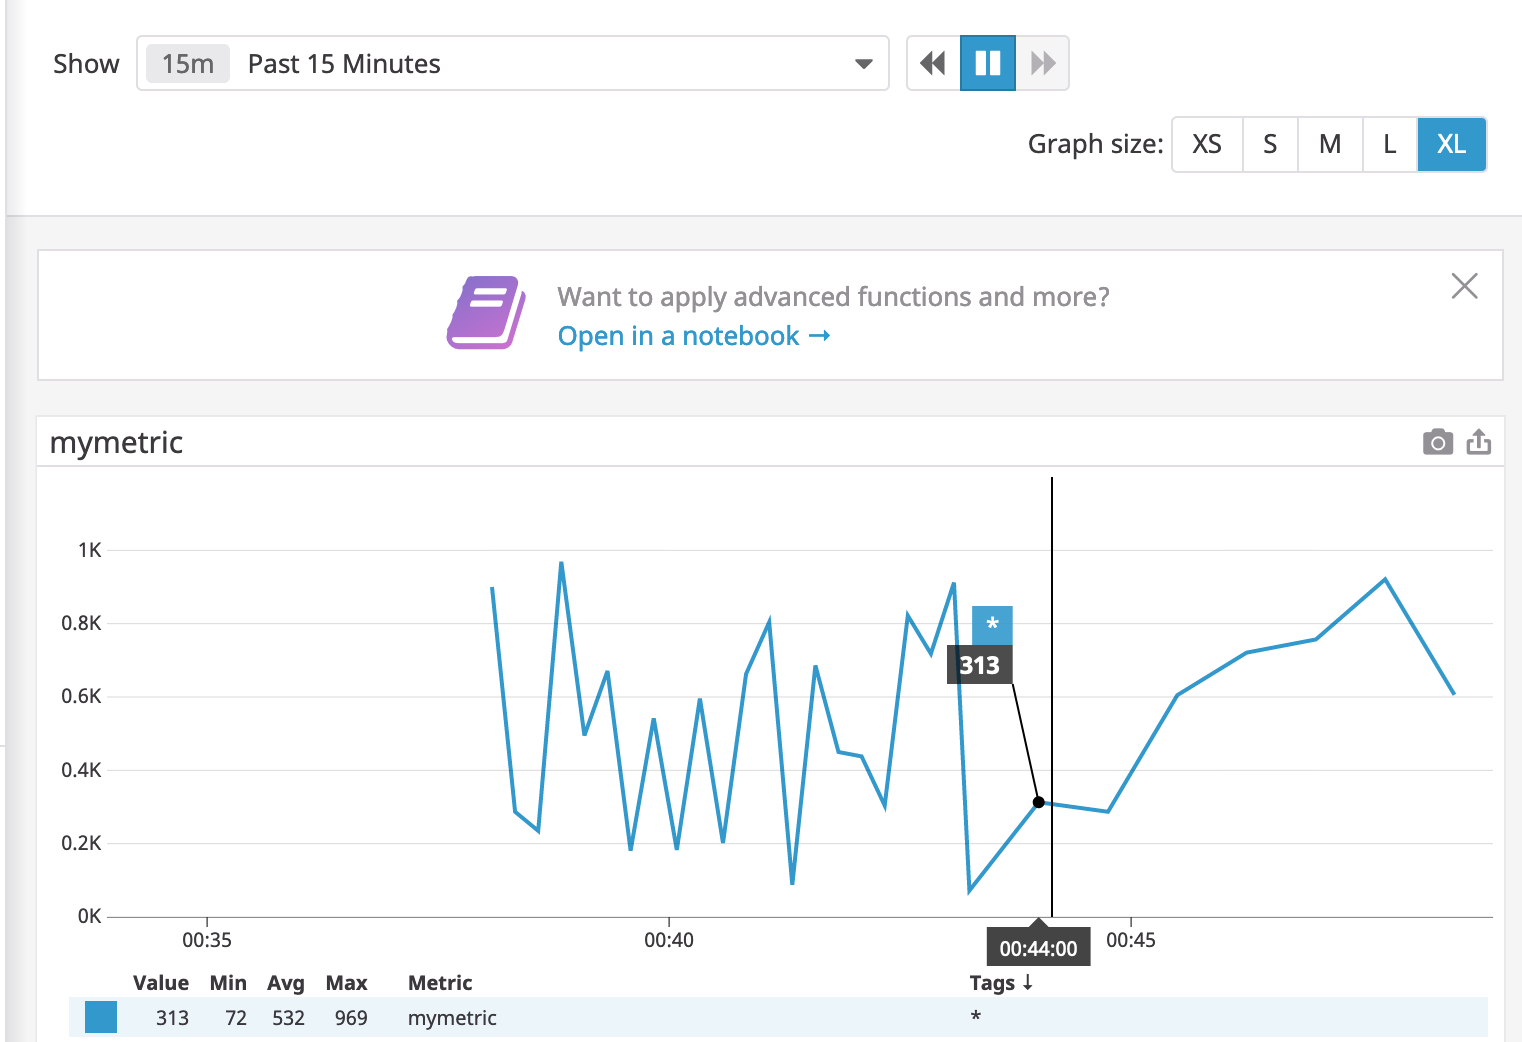 Show 15m Past 15 Minutes
Graph size: XS S M L XL
Want to apply advanced functions and more?
Open in a notebook →
mymetric
1K
0.8K
*
313
0.6K
0.4K
0.2K
0K
00:35 00:40 00:44:00 00:45
Value Min Avg Max Metric Tags ↓
313 72 532 969 mymetric *